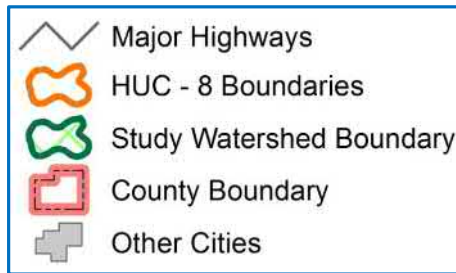 Major Highways
HUC - 8 Boundaries
Study Watershed Boundary
County Boundary
Other Cities